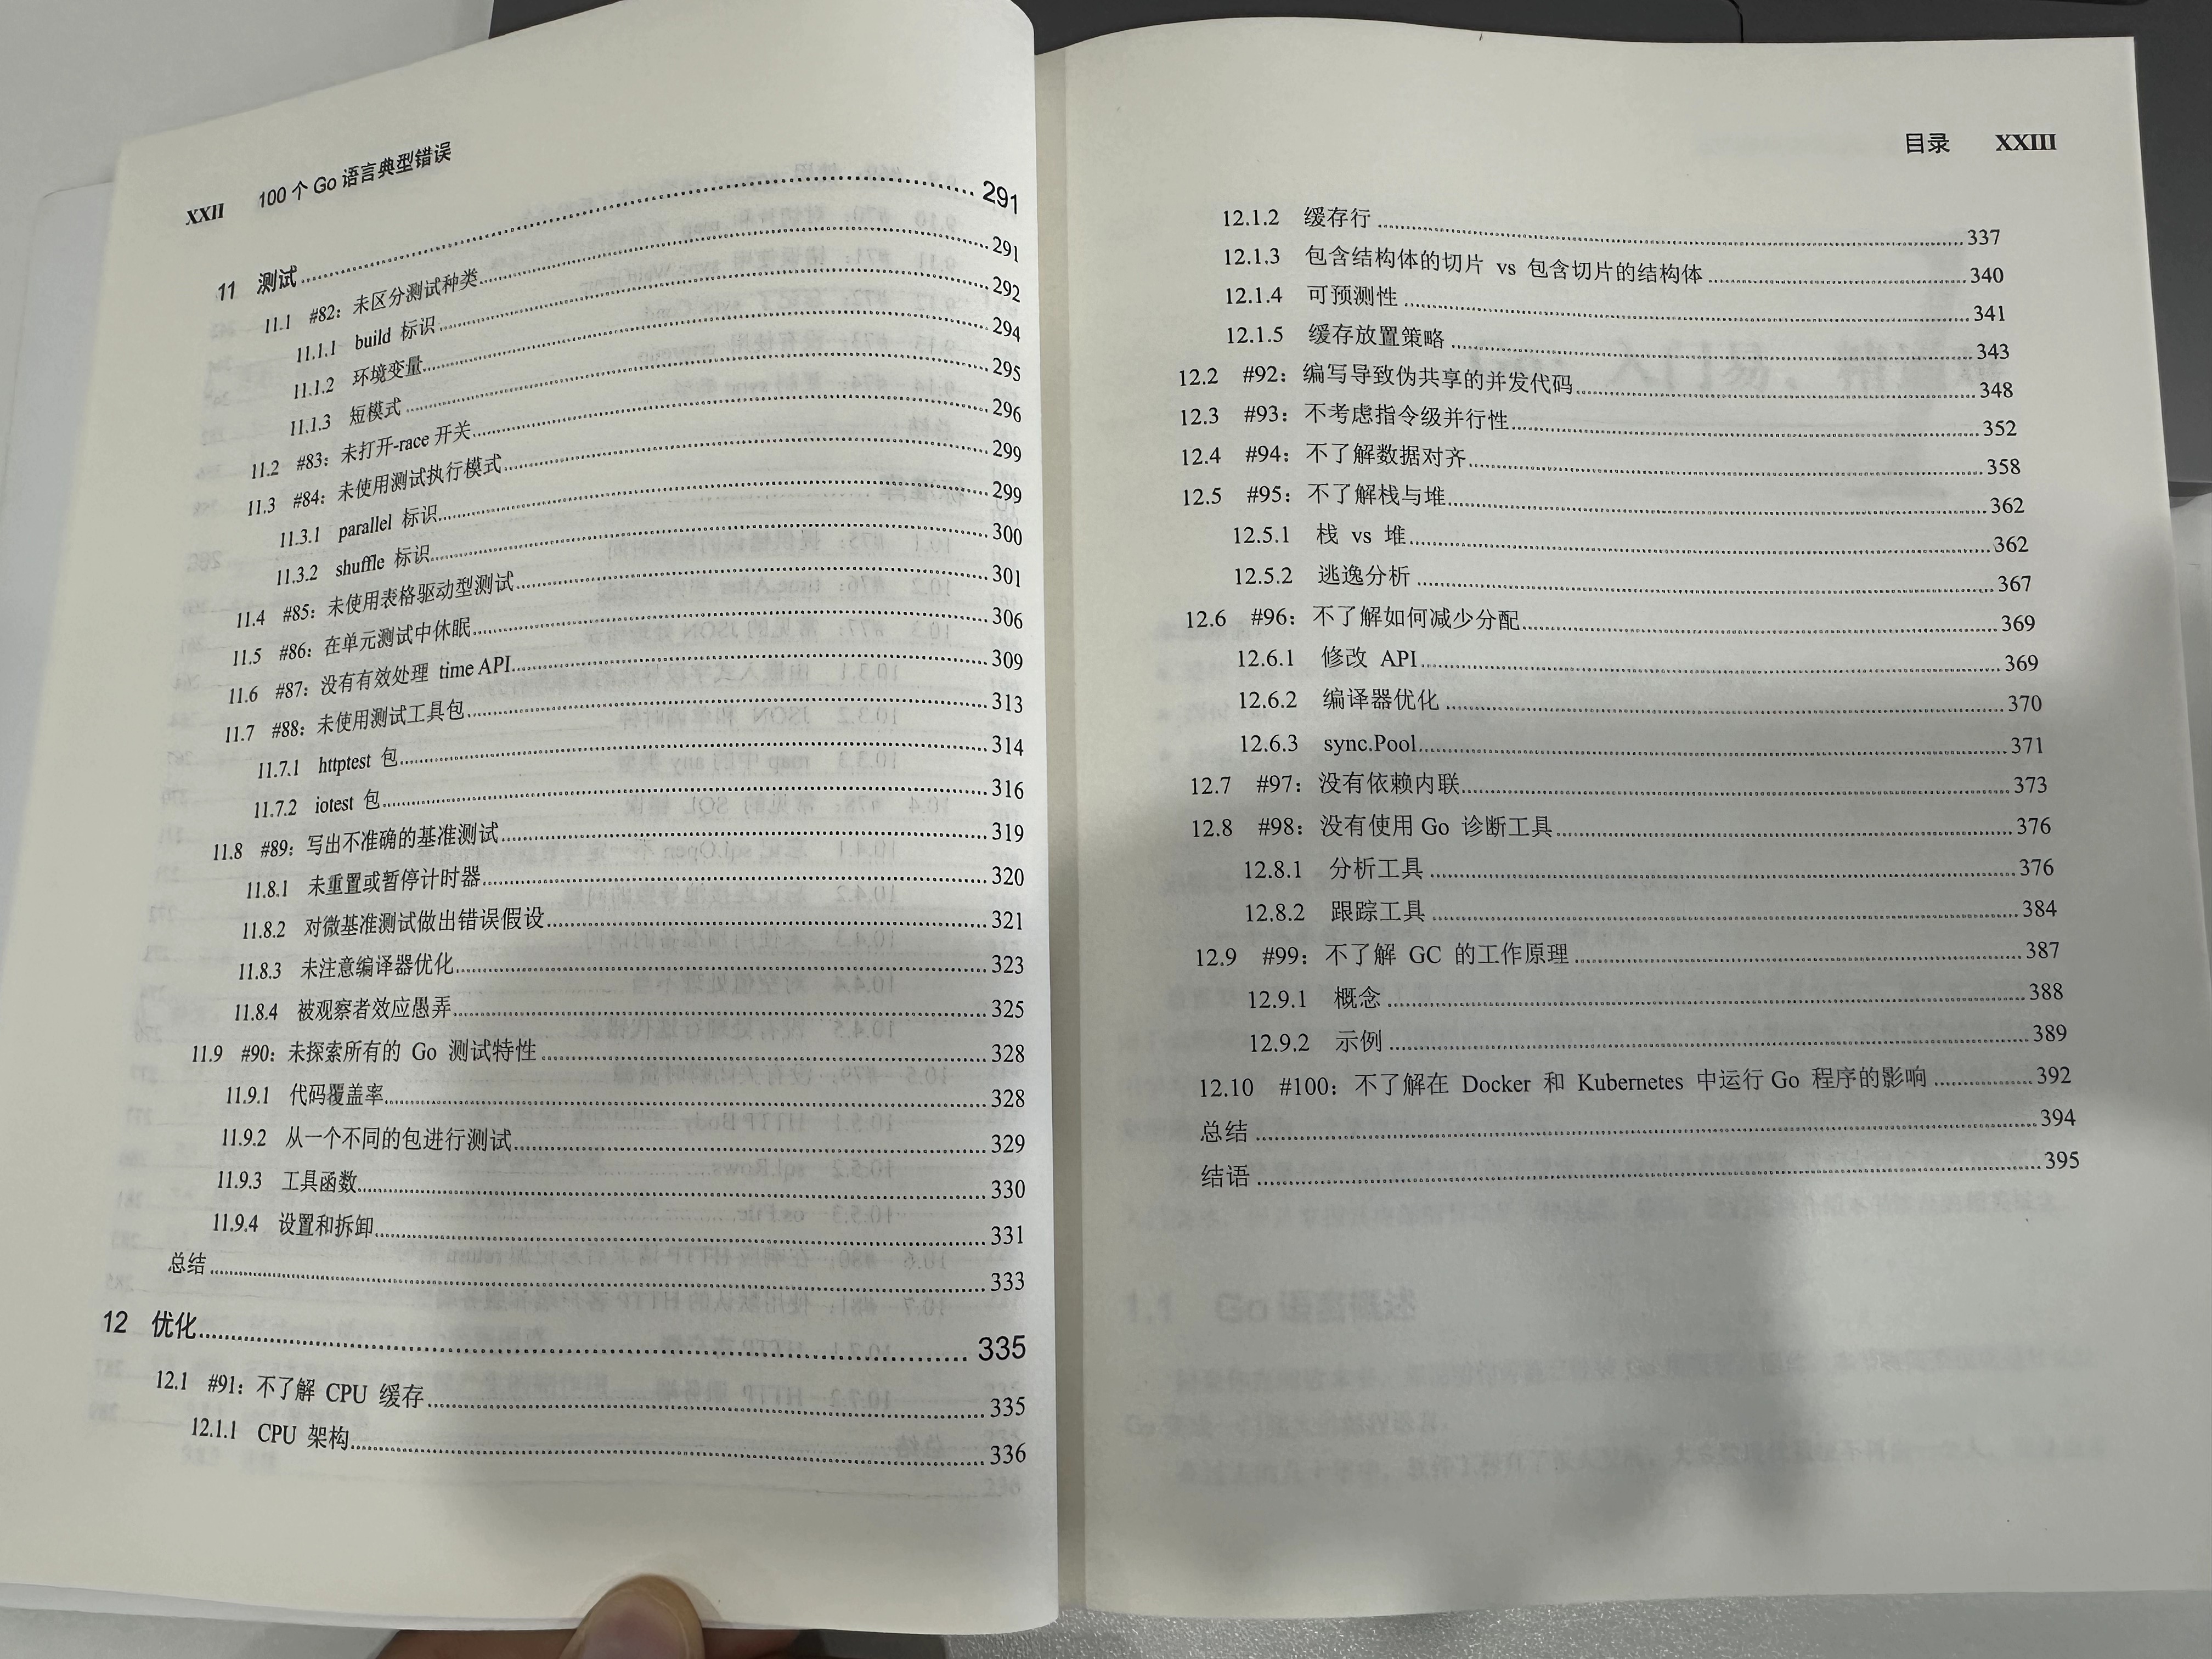 XXII 100 个 Go 语言典型错误
11 测试 291
11.1 #82：未区分测试种类 291
11.1.1 build 标识 292
11.1.2 环境变量 294
11.1.3 短模式 295
11.2 #83：未打开-race 开关 296
11.3 #84：未使用测试执行模式 299
11.3.1 parallel 标识 299
11.3.2 shuffle 标识 300
11.4 #85：未使用表格驱动型测试 301
11.5 #86：在单元测试中休眠 306
11.6 #87：没有有效处理 time API 309
11.7 #88：未使用测试工具包 313
11.7.1 httptest 包 314
11.7.2 iotest 包 316
11.8 #89：写出不准确的基准测试 319
11.8.1 未重置或暂停计时器 320
11.8.2 对微基准测试做出错误假设 321
11.8.3 未注意编译器优化 323
11.8.4 被观察者效应愚弄 325
11.9 #90：未探索所有的 Go 测试特性 328
11.9.1 代码覆盖率 328
11.9.2 从一个不同的包进行测试 329
11.9.3 工具函数 330
11.9.4 设置和拆卸 331
总结 333
12 优化 335
12.1 #91：不了解 CPU 缓存 335
12.1.1 CPU 架构 336
目录 XXIII
12.1.2 缓存行 337
12.1.3 包含结构体的切片 vs 包含切片的结构体 340
12.1.4 可预测性 341
12.1.5 缓存放置策略 343
12.2 #92：编写导致伪共享的并发代码 348
12.3 #93：不考虑指令级并行性 352
12.4 #94：不了解数据对齐 358
12.5 #95：不了解栈与堆 362
12.5.1 栈 vs 堆 362
12.5.2 逃逸分析 367
12.6 #96：不了解如何减少分配 369
12.6.1 修改 API 369
12.6.2 编译器优化 370
12.6.3 sync.Pool 371
12.7 #97：没有依赖内联 373
12.8 #98：没有使用 Go 诊断工具 376
12.8.1 分析工具 376
12.8.2 跟踪工具 384
12.9 #99：不了解 GC 的工作原理 387
12.9.1 概念 388
12.9.2 示例 389
12.10 #100：不了解在 Docker 和 Kubernetes 中运行 Go 程序的影响 392
总结 394
结语 395